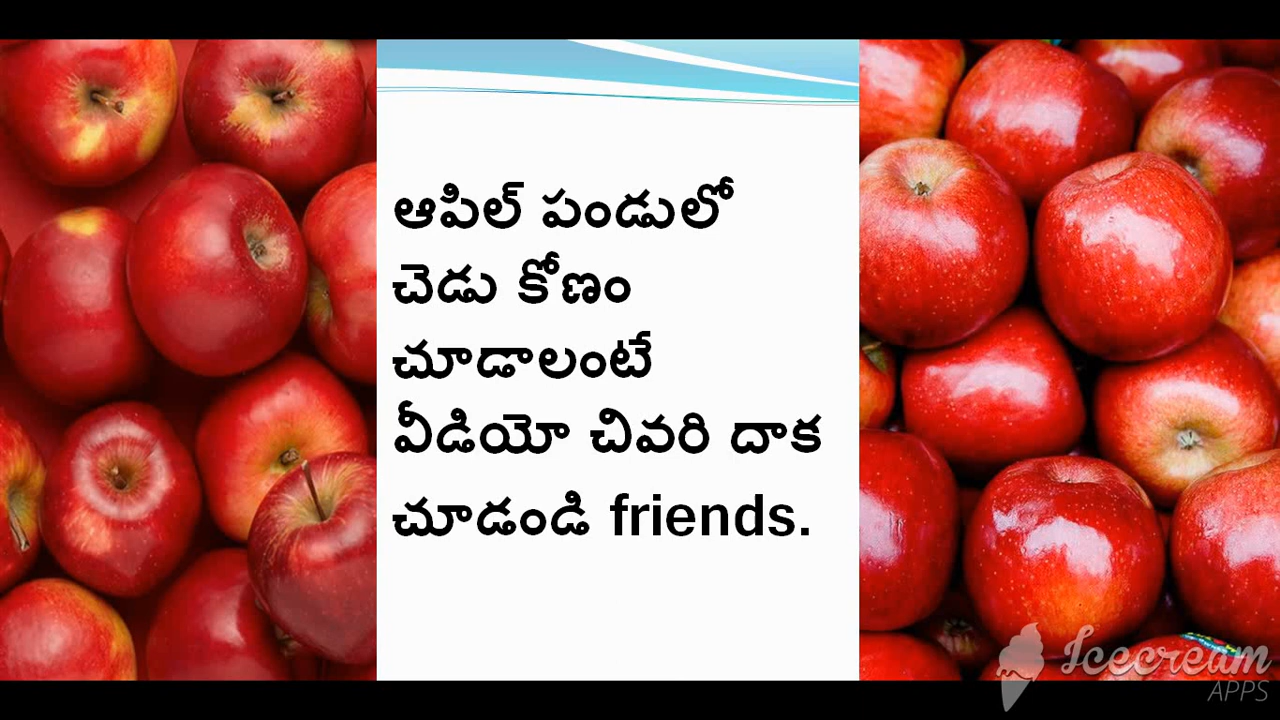 ఆపిల్ పండులో
చెడు కోణం
చూడాలంటే
వీడియో చివరి దాక
చూడండి friends.
Icecream
APPS